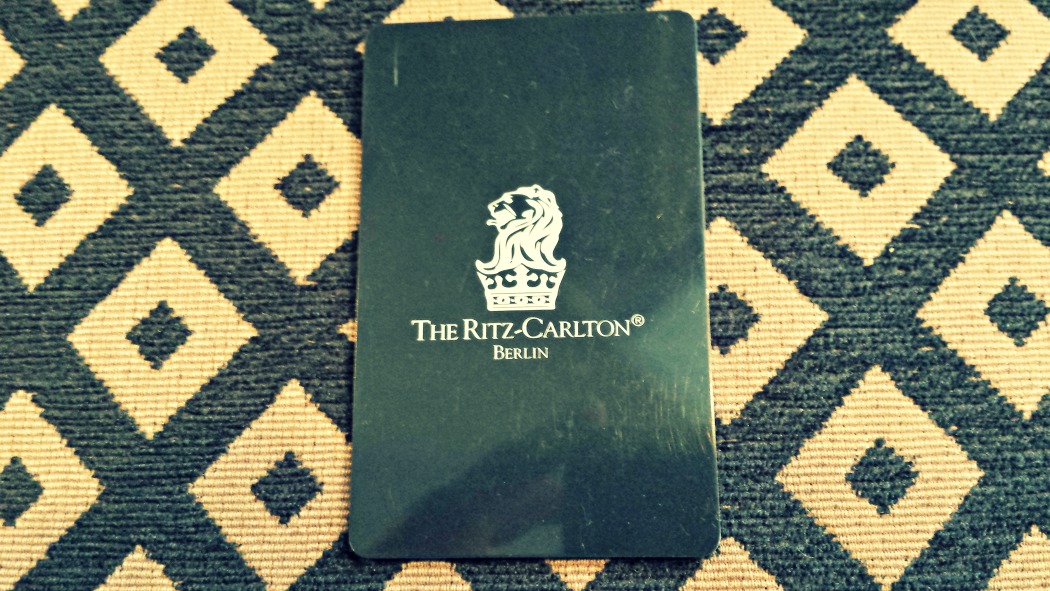 THE RITZ-CARLTON®
BERLIN